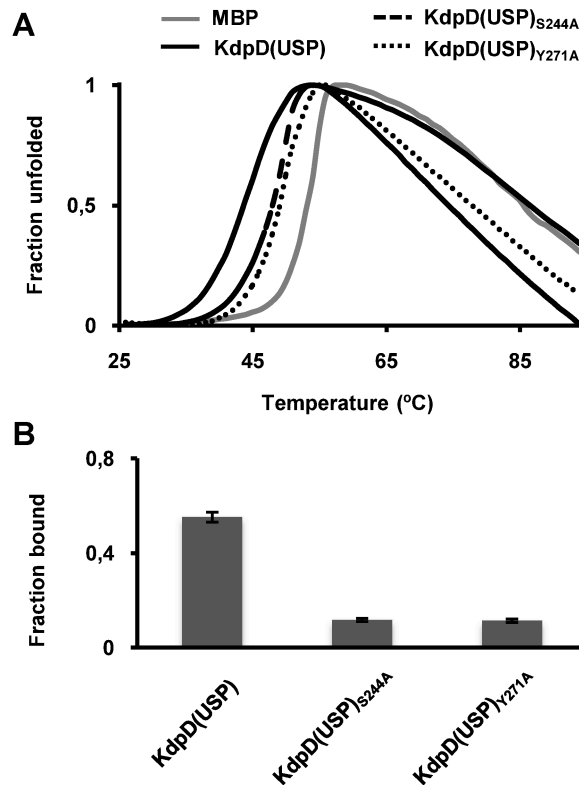 A
MBP
KdpD(USP)
KdpD(USP)S244A
KdpD(USP)Y271A
Fraction unfolded
1
0,5
0
25 45 65 85
Temperature (ºC)
B
Fraction bound
0,8
0,4
0
KdpD(USP)
KdpD(USP)S244A
KdpD(USP)Y271A